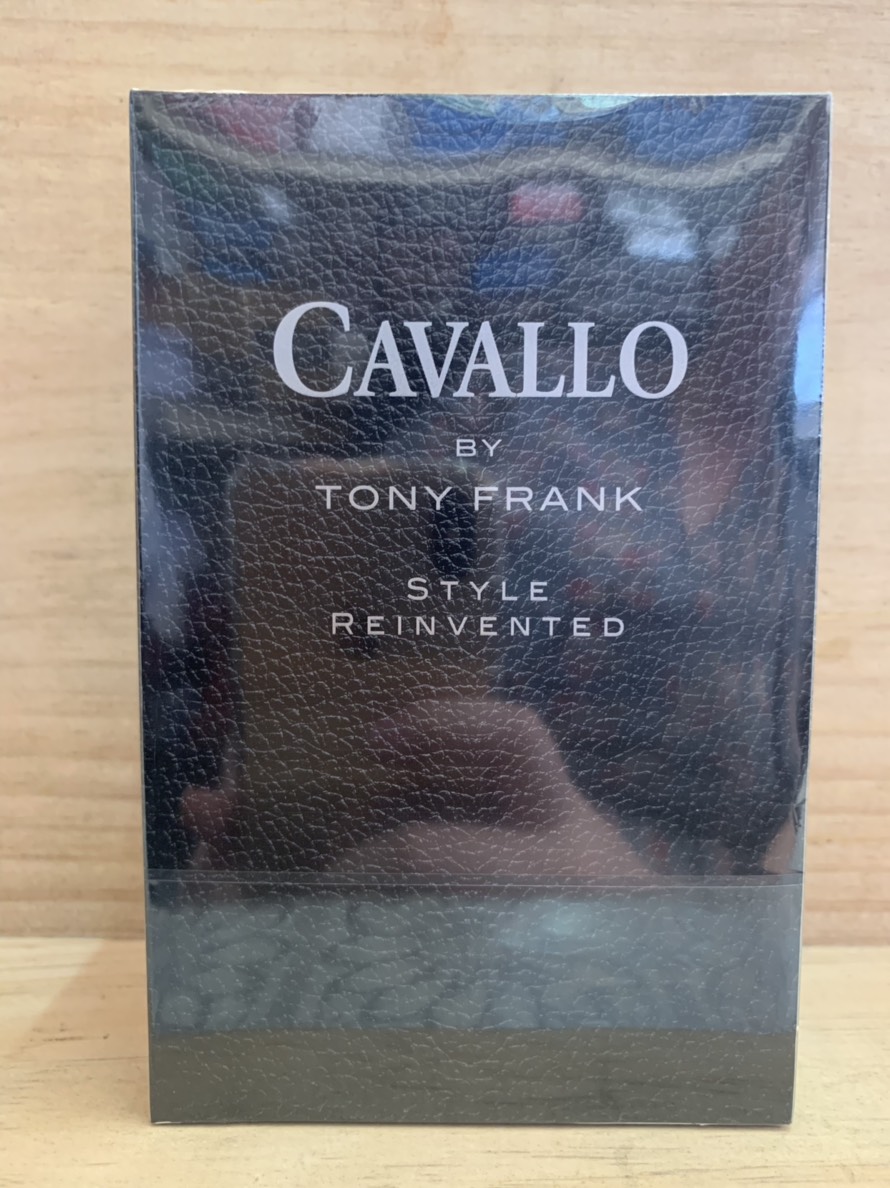 CAVALLO
BY
TONY FRANK
STYLE
REINVENTED